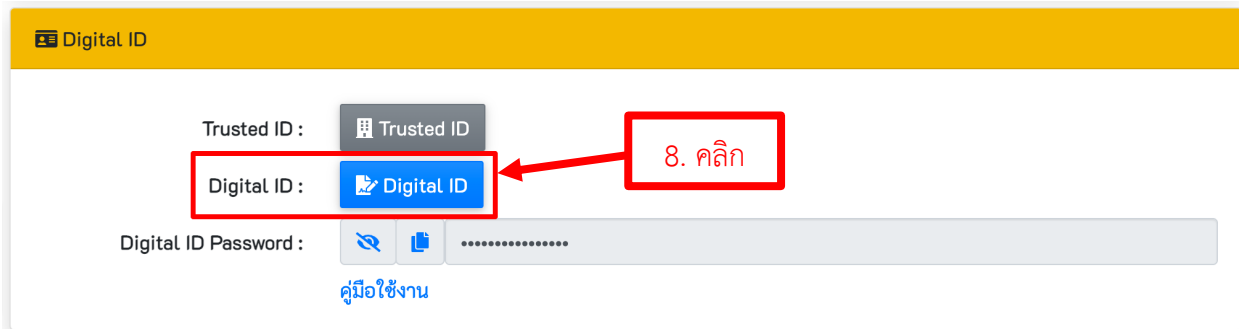 Digital ID
Trusted ID : Trusted ID
8. คลิก
Digital ID : Digital ID
Digital ID Password : ••••••••••••••••
คู่มือใช้งาน